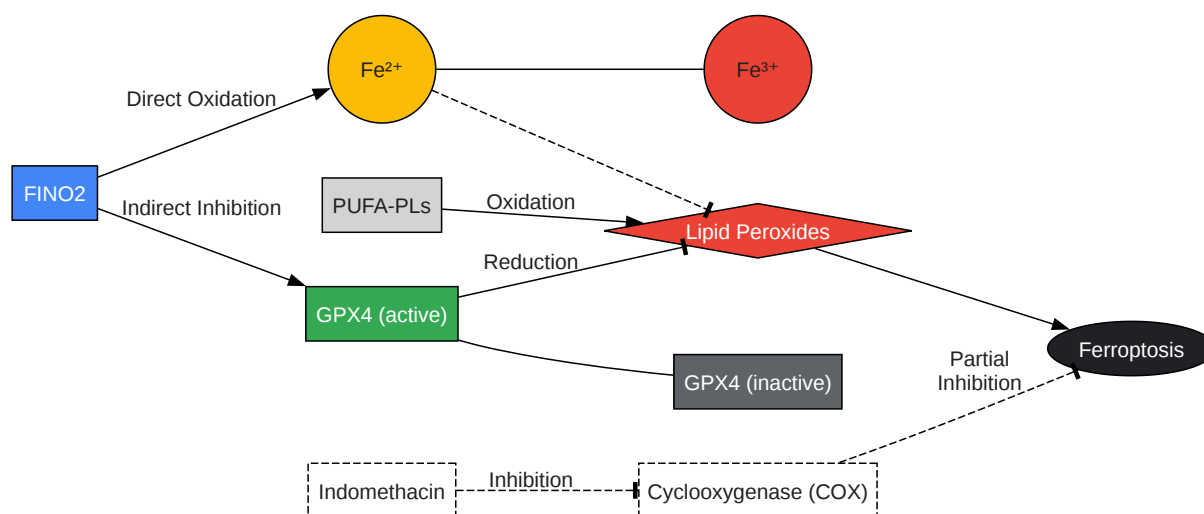 Fe²⁺
Fe³⁺
Direct Oxidation
FINO2
Indirect Inhibition
PUFA-PLs
Oxidation
Lipid Peroxides
Reduction
GPX4 (active)
GPX4 (inactive)
Ferroptosis
Partial
Inhibition
Indomethacin
Inhibition
Cyclooxygenase (COX)